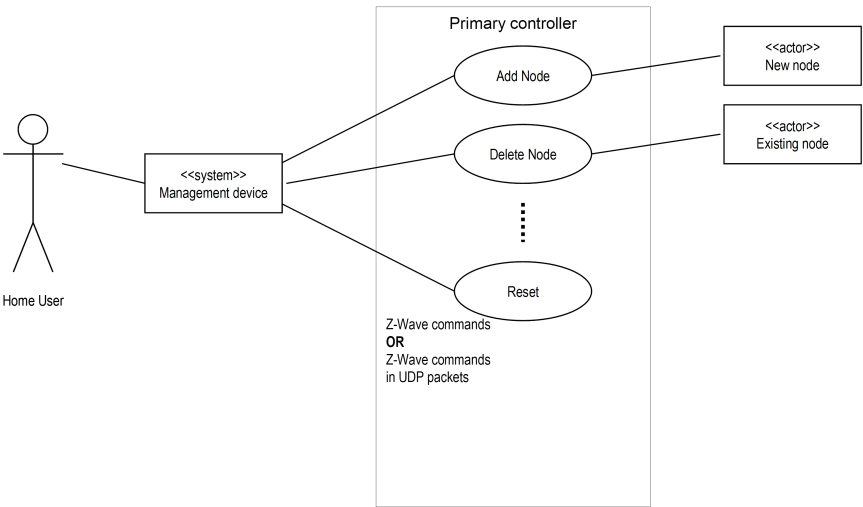 Primary controller
Add Node
<<actor>>
New node
Delete Node
<<actor>>
Existing node
<<system>>
Management device
Home User
Reset
Z-Wave commands
OR
Z-Wave commands
in UDP packets